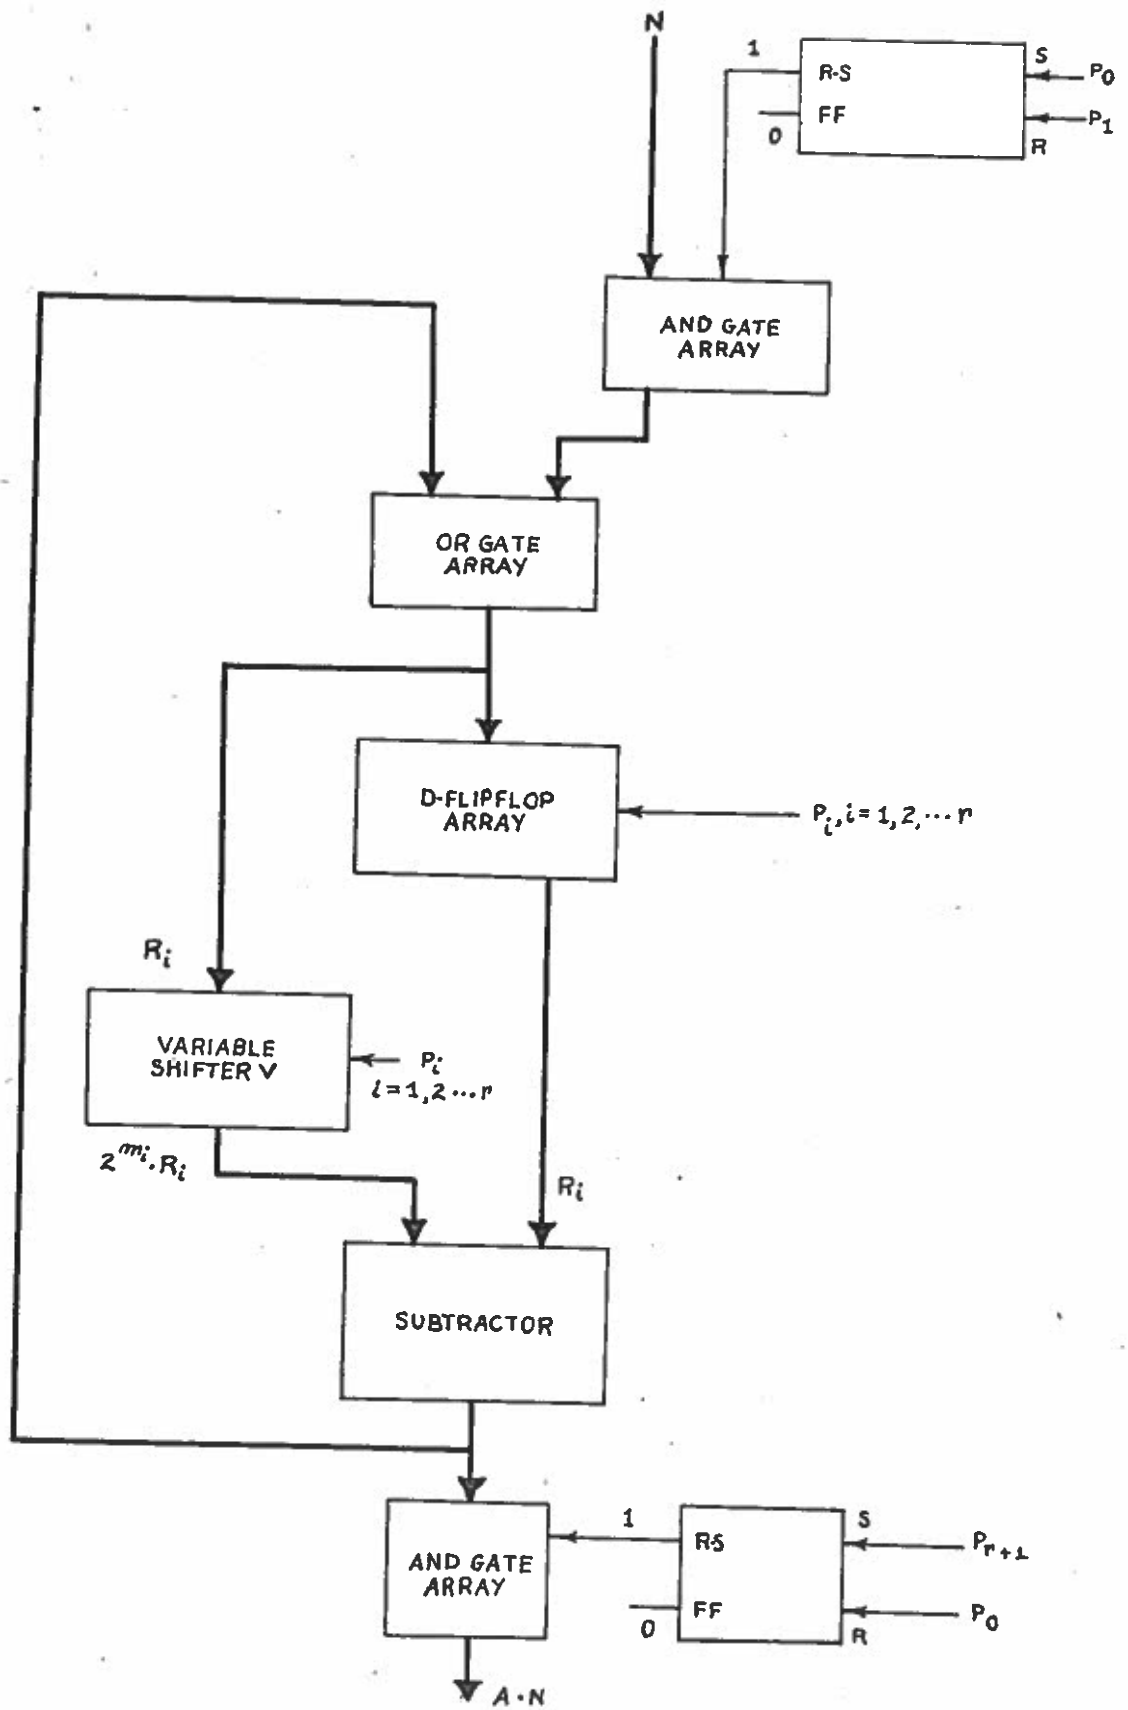 N
1
R-S
S
P0
0
FF
P1
R
AND GATE
ARRAY
OR GATE
ARRAY
D-FLIPFLOP
ARRAY
Pi, i = 1, 2, ... r
Ri
VARIABLE
SHIFTER V
Pi
i = 1, 2 ... r
2^mi . Ri
Ri
SUBTRACTOR
1
R-S
S
Pr+1
AND GATE
ARRAY
0
FF
P0
R
A · N